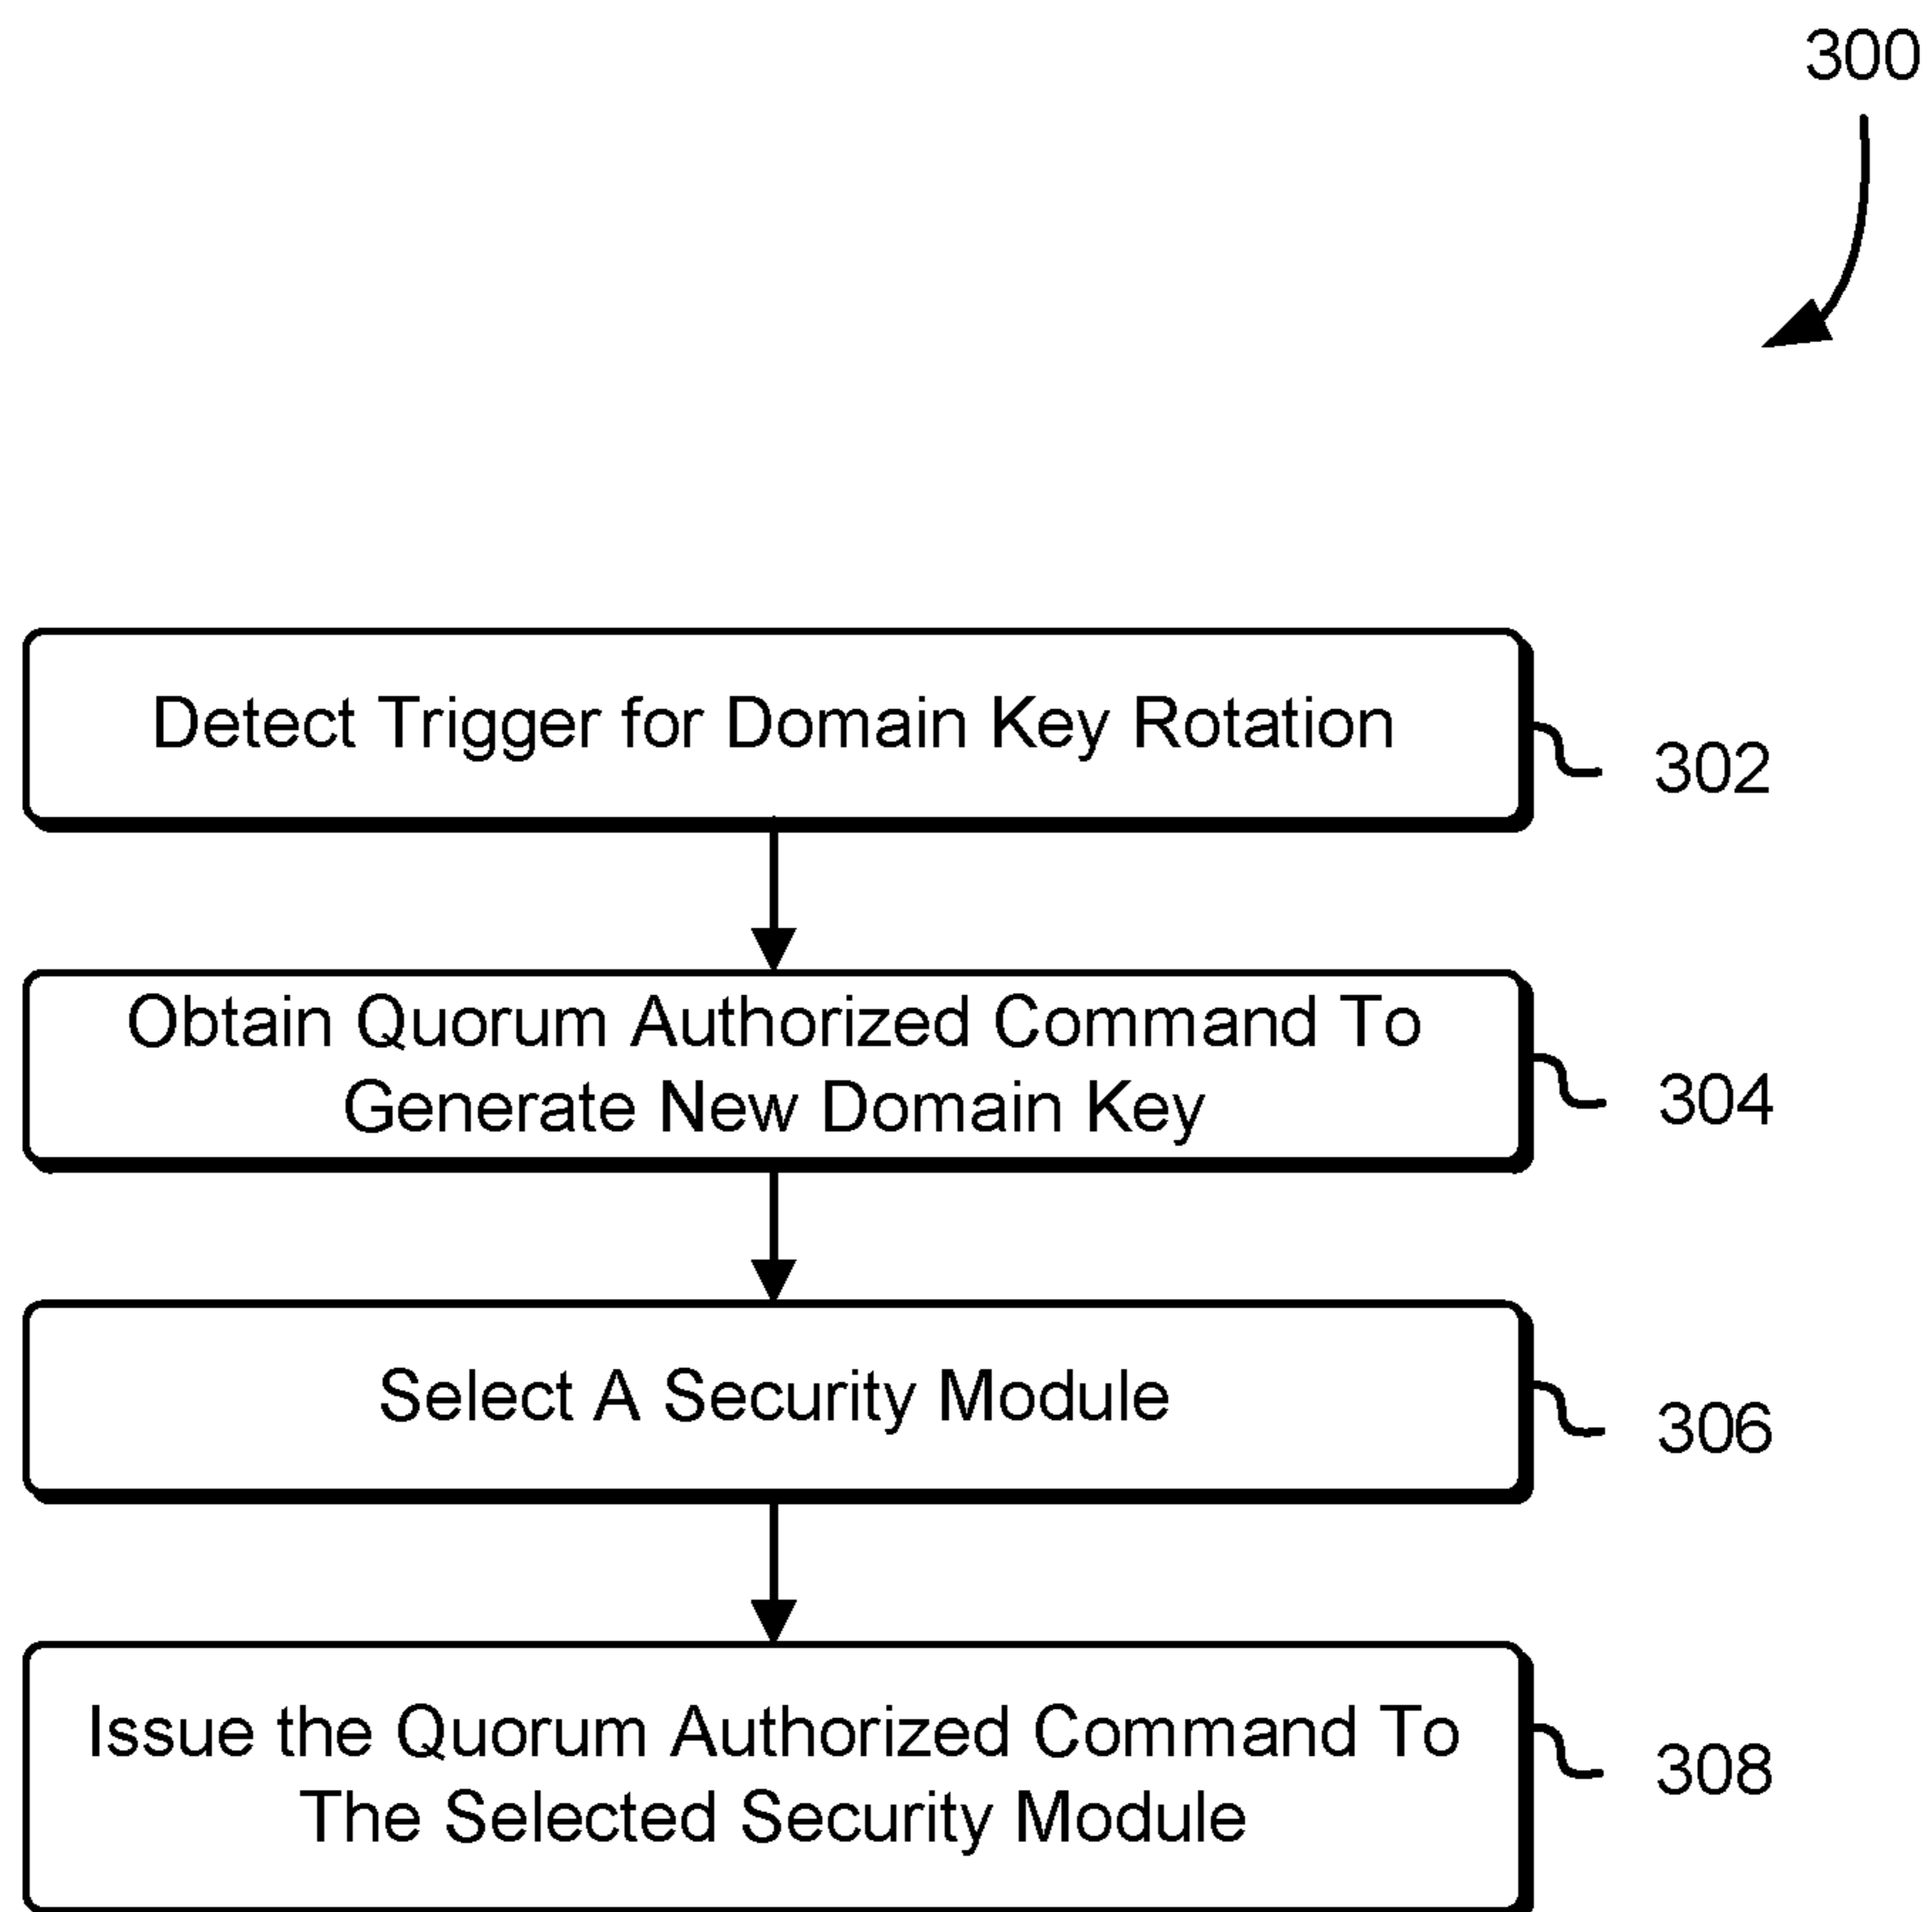 300
Detect Trigger for Domain Key Rotation
302
Obtain Quorum Authorized Command To
Generate New Domain Key
304
Select A Security Module
306
Issue the Quorum Authorized Command To
The Selected Security Module
308